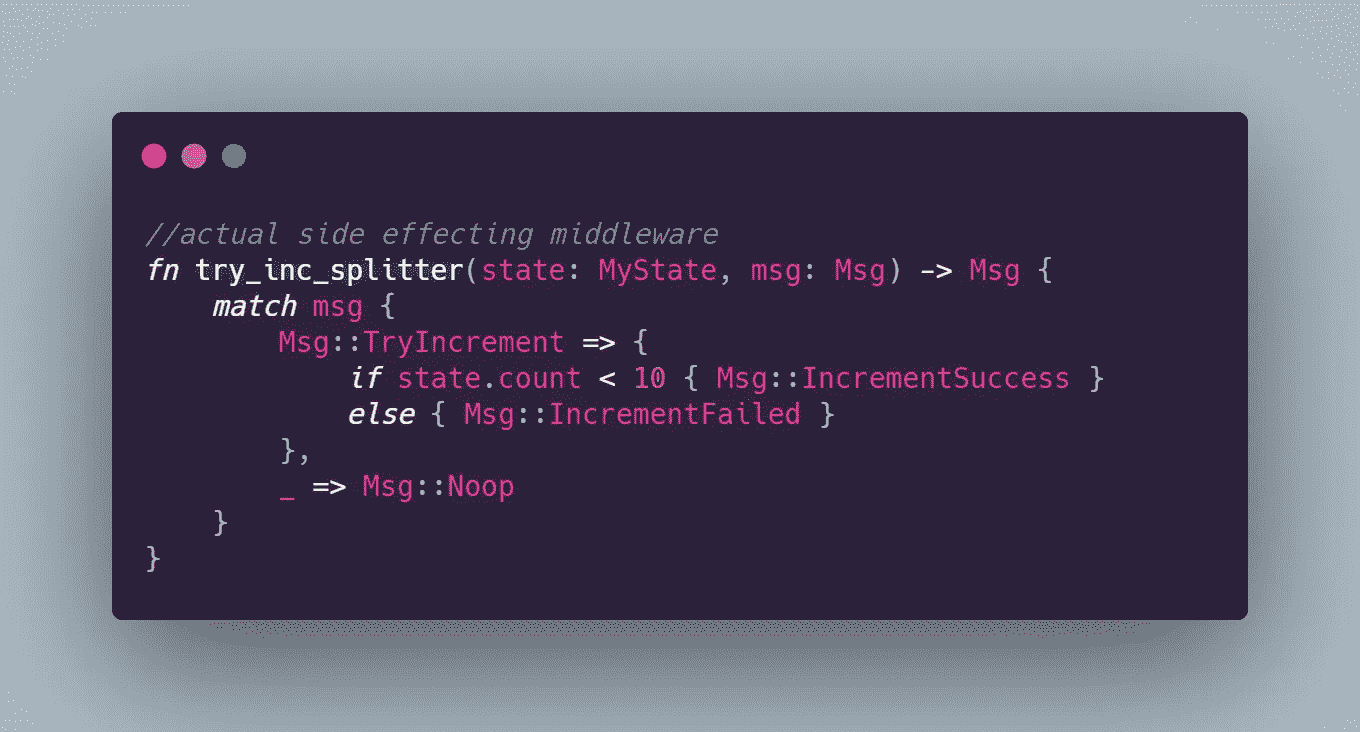 //actual side effecting middleware
fn try_inc_splitter(state: MyState, msg: Msg) -> Msg {
    match msg {
        Msg::TryIncrement => {
            if state.count < 10 { Msg::IncrementSuccess }
            else { Msg::IncrementFailed }
        },
        _ => Msg::Noop
    }
}